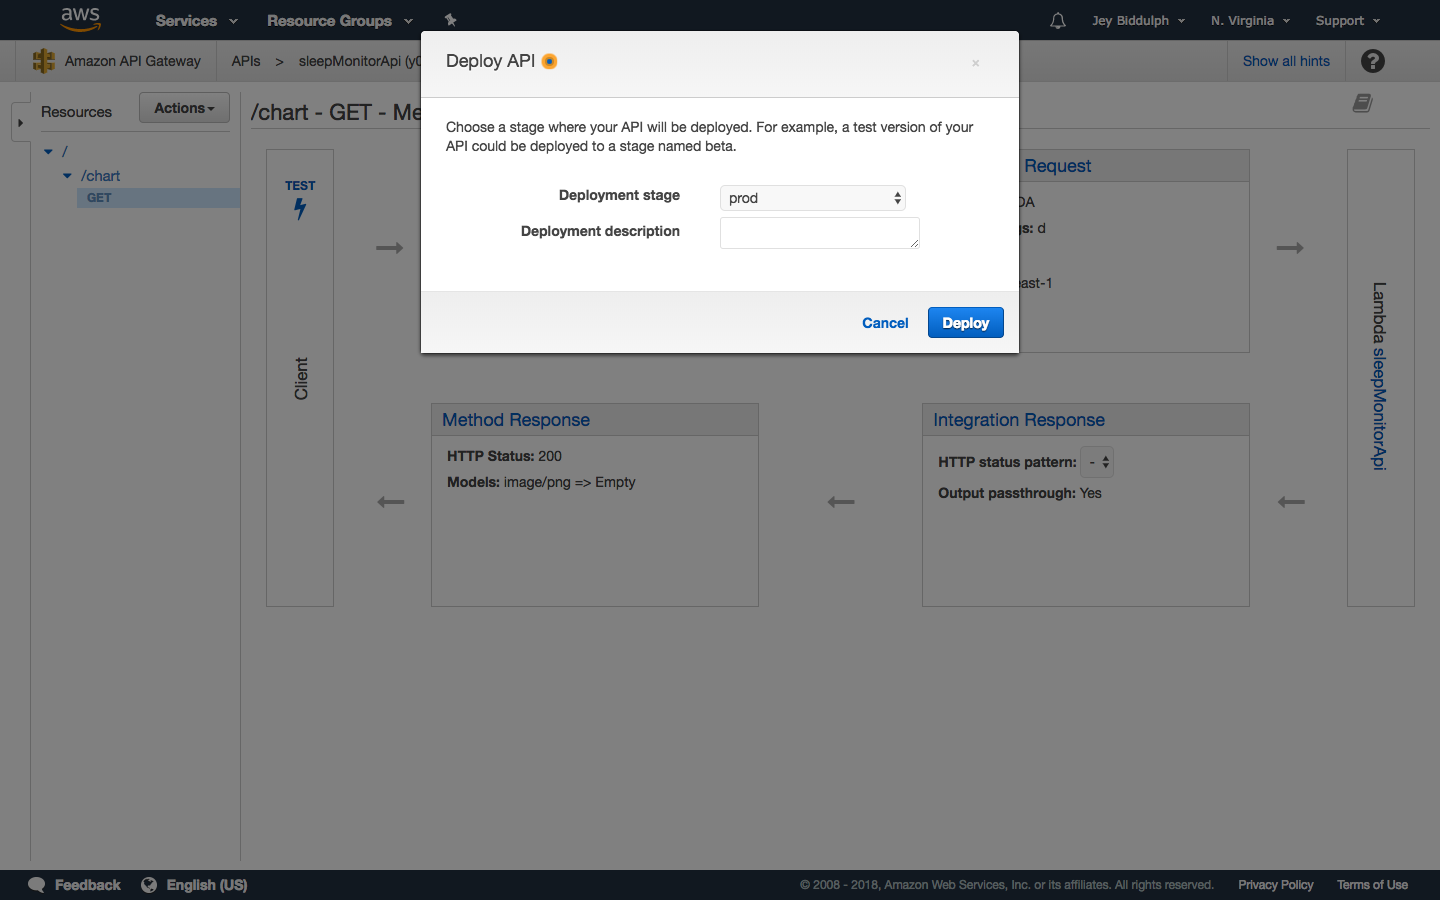 aws
Services
Resource Groups
Jey Biddulph
N. Virginia
Support
Amazon API Gateway
APIs
>
sleepMonitorApi (y0
Show all hints
?
Deploy API
×
Choose a stage where your API will be deployed. For example, a test version of your
API could be deployed to a stage named beta.
Deployment stage
prod
Deployment description
Cancel
Deploy
Resources
Actions
/
/chart
GET
/chart - GET - Me
TEST
Client
Request
DA
gs: d
ast-1
Lambda sleepMonitorApi
Method Response
HTTP Status: 200
Models: image/png => Empty
Integration Response
HTTP status pattern: -
Output passthrough: Yes
Feedback
English (US)
© 2008 - 2018, Amazon Web Services, Inc. or its affiliates. All rights reserved.
Privacy Policy
Terms of Use